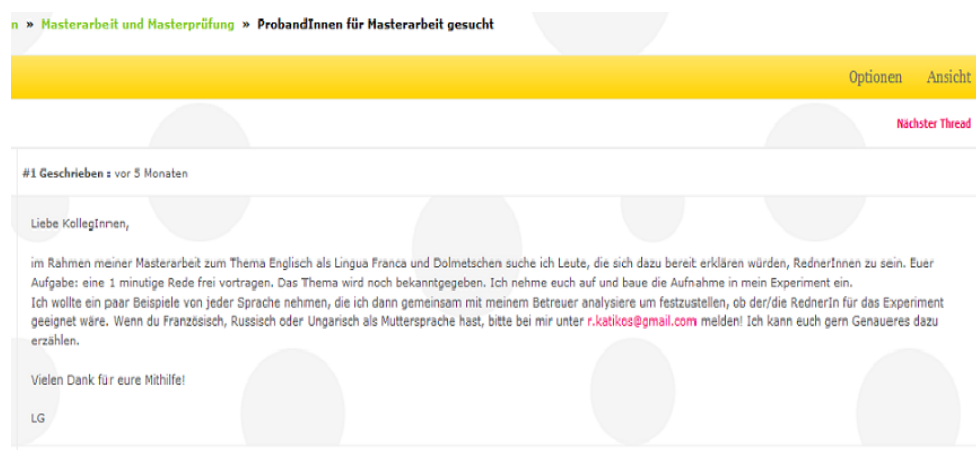 n » Masterarbeit und Masterprüfung » ProbandInnen für Masterarbeit gesucht
Optionen Ansicht
Nächster Thread
#1 Geschrieben : vor 5 Monaten
Liebe KollegInnen,
im Rahmen meiner Masterarbeit zum Thema Englisch als Lingua Franca und Dolmetschen suche ich Leute, die sich dazu bereit erklären würden, RednerInnen zu sein. Euer
Aufgabe: eine 1 minutige Rede frei vortragen. Das Thema wird noch bekanntgegeben. Ich nehme euch auf und baue die Aufnahme in mein Experiment ein.
Ich wollte ein paar Beispiele von jeder Sprache nehmen, die ich dann gemeinsam mit meinem Betreuer analysiere um festzustellen, ob der/die RednerIn für das Experiment
geeignet wäre. Wenn du Französisch, Russisch oder Ungarisch als Muttersprache hast, bitte bei mir unter r.katikos@gmail.com melden! Ich kann euch gern Genaueres dazu
erzählen.
Vielen Dank für eure Mithilfe!
LG